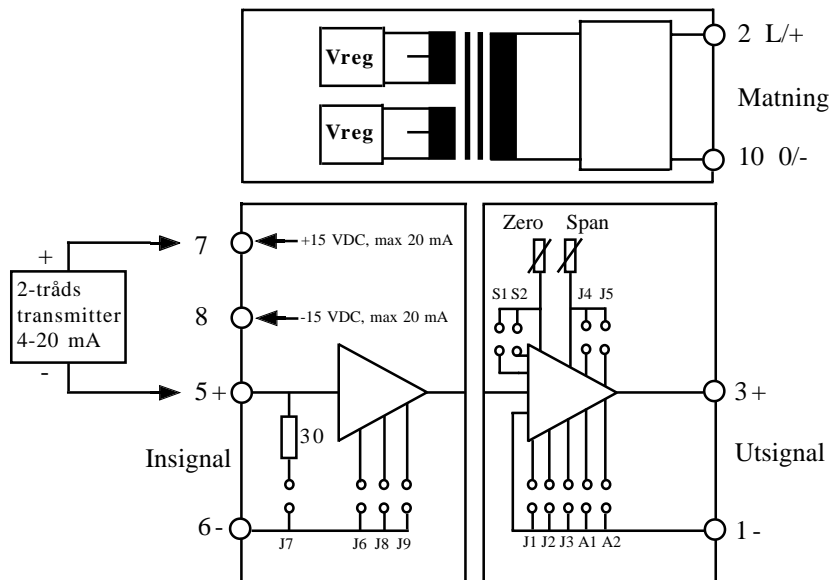 2 L/+
Vreg
Matning
Vreg
10 0/-
Zero Span
+
7
+15 VDC, max 20 mA
2-tråds
transmitter
4-20 mA
S1 S2
J4 J5
8
-15 VDC, max 20 mA
-
5+
3+
30
Insignal
Utsignal
6-
1-
J7
J6
J8
J9
J1
J2
J3
A1
A2